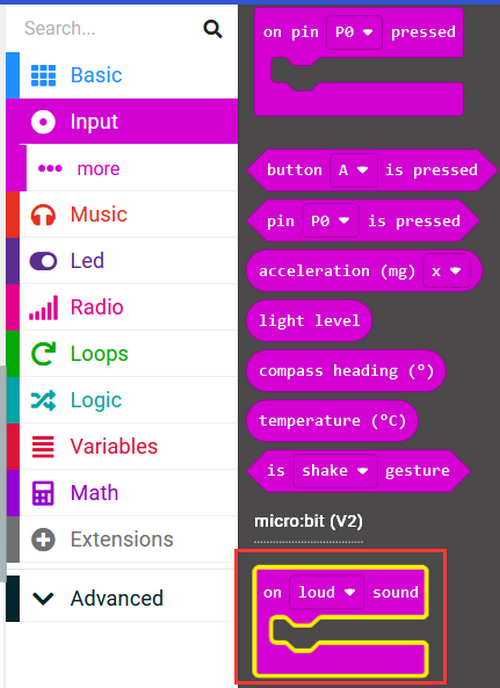 Search...
Basic
Input
more
Music
Led
Radio
Loops
Logic
Variables
Math
Extensions
Advanced
on pin P0 pressed
button A is pressed
pin P0 is pressed
acceleration (mg) x
light level
compass heading (º)
temperature (ºC)
is shake gesture
micro:bit (V2)
on loud sound